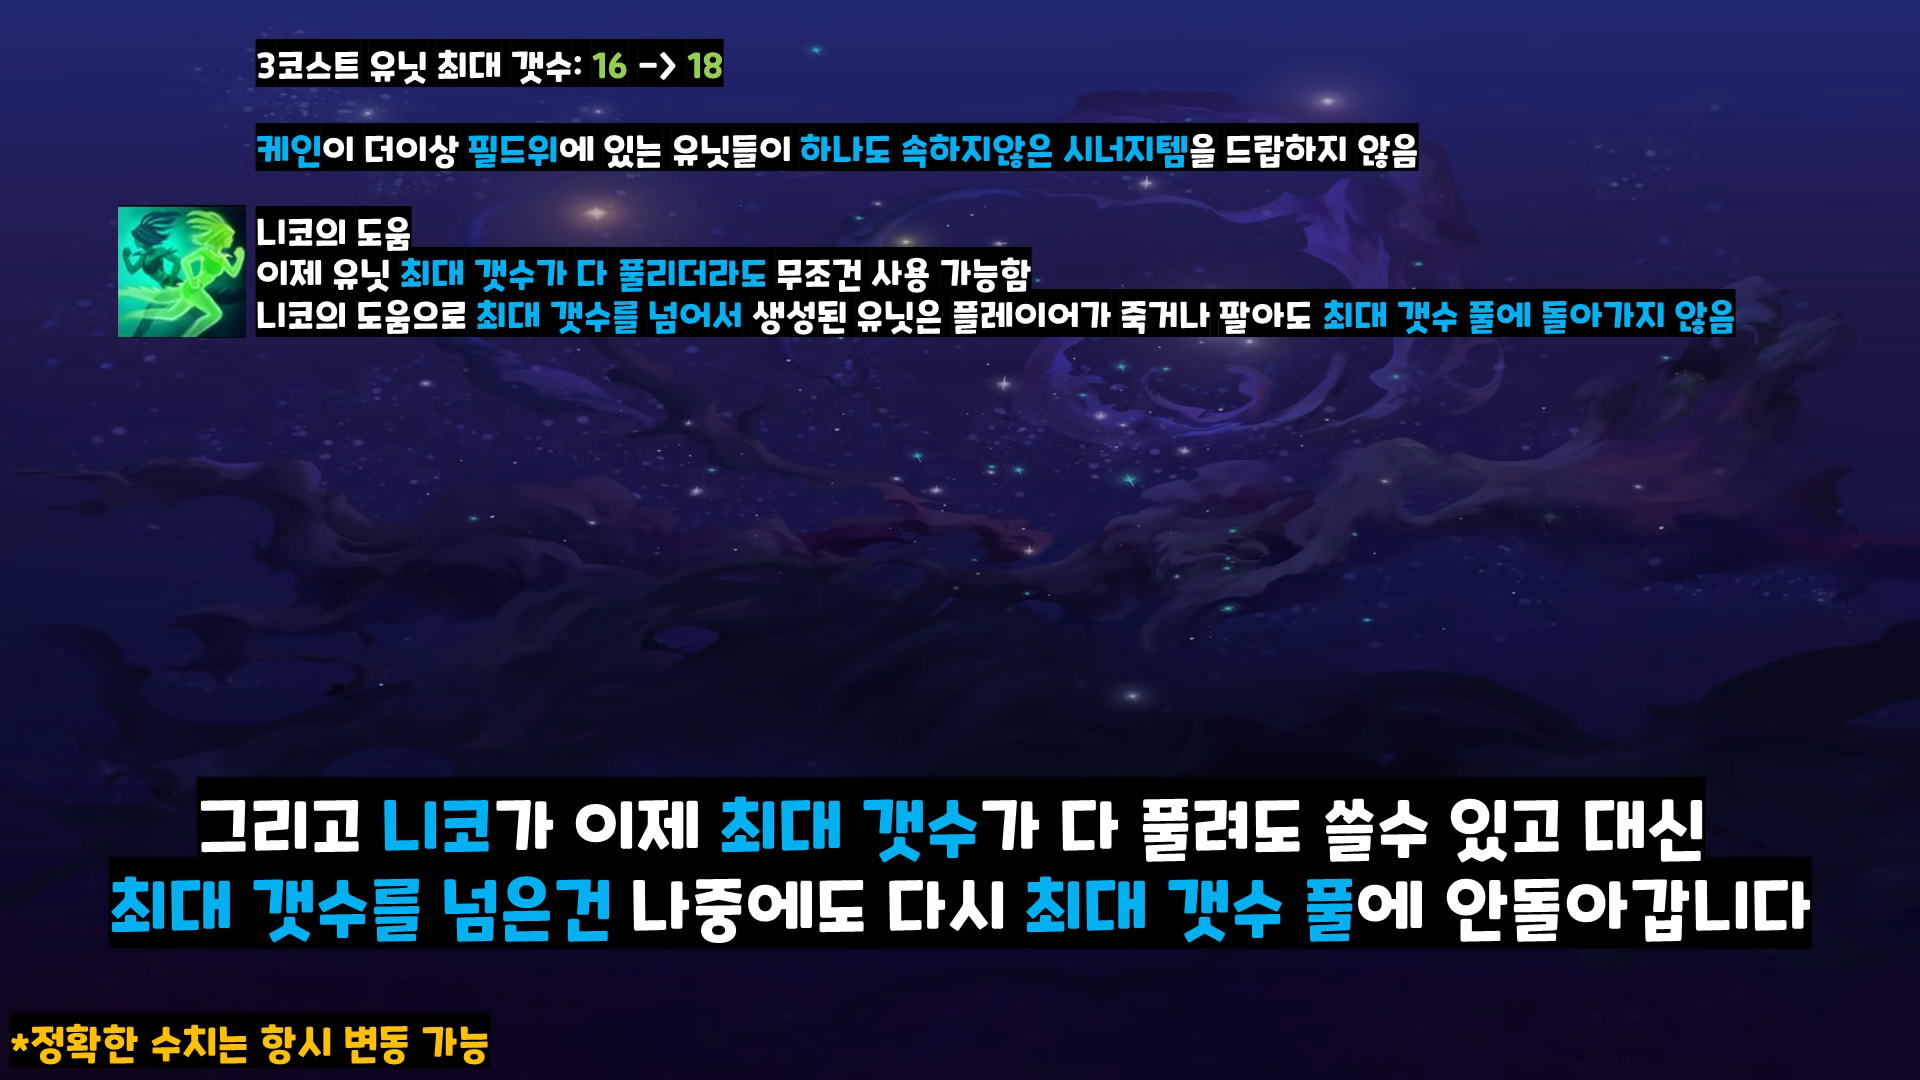 3코스트 유닛 최대 갯수: 16 -> 18
케인이 더이상 필드위에 있는 유닛들이 하나도 속하지않은 시너지템을 드랍하지 않음
니코의 도움
이제 유닛 최대 갯수가 다 풀리더라도 무조건 사용 가능함
니코의 도움으로 최대 갯수를 넘어서 생성된 유닛은 플레이어가 죽거나 팔아도 최대 갯수 풀에 돌아가지 않음
그리고 니코가 이제 최대 갯수가 다 풀려도 쓸수 있고 대신
최대 갯수를 넘은건 나중에도 다시 최대 갯수 풀에 안돌아갑니다
*정확한 수치는 항시 변동 가능